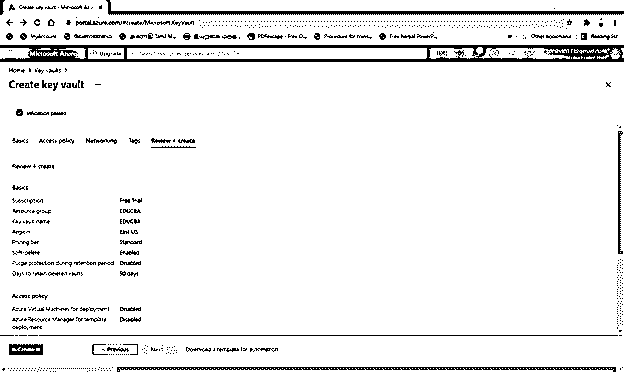 Create key vault - Microsoft Az
portal.azure.com/#create/Microsoft.KeyVault
Other bookmarks Reading list
Microsoft Azure Upgrade
Home > Key vaults >
Create key vault
Validation passed
Basics Access policy Networking Tags Review + create
Review + create
Basics
Subscription Free Trial
Resource group EDUCBA
Key vault name EDUCBA
Region East US
Pricing tier Standard
Soft-delete Enabled
Purge protection during retention period Disabled
Days to retain deleted vaults 90 days
Access policy
Azure Virtual Machines for deployment Disabled
Azure Resource Manager for template Disabled
deployment
Create < Previous Next Download a template for automation